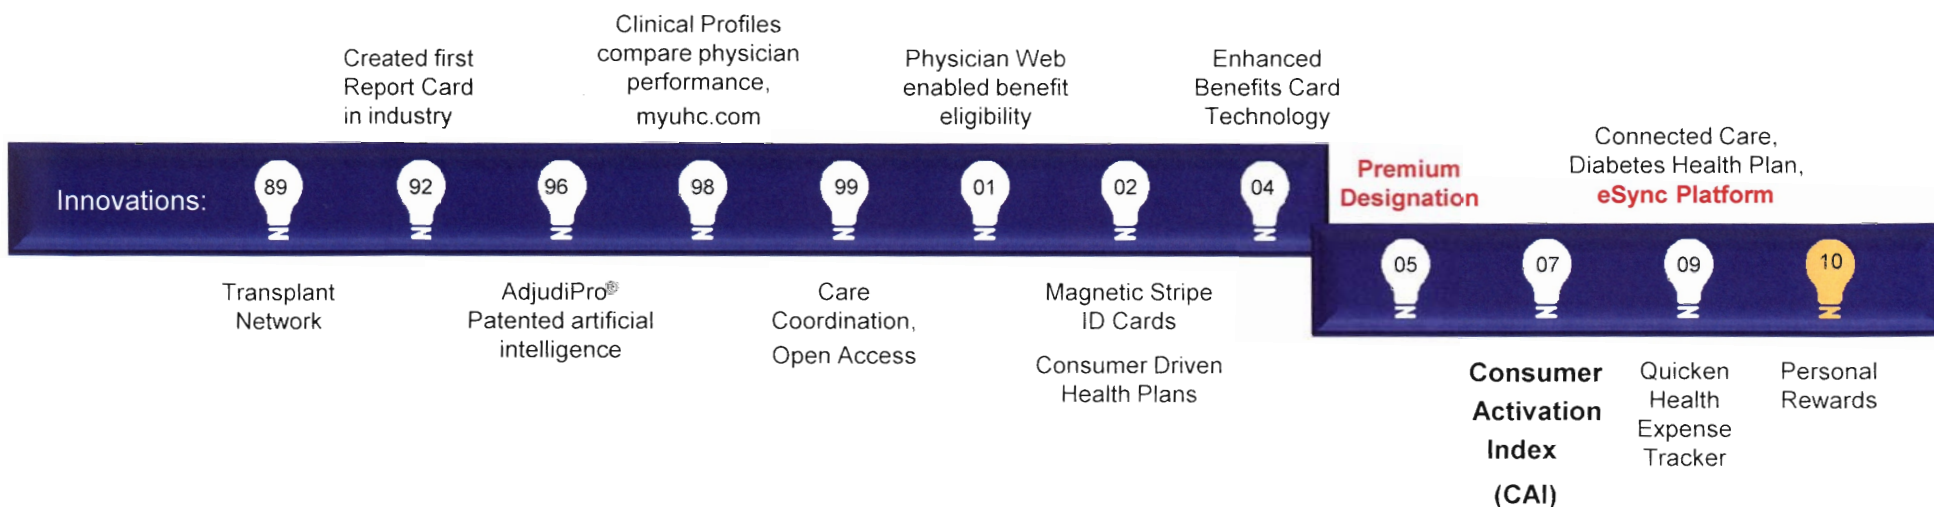 Clinical Profiles
compare physician
performance,
myuhc.com
Created first
Report Card
in industry
Physician Web
enabled benefit
eligibility
Enhanced
Benefits Card
Technology
Connected Care,
Diabetes Health Plan,
eSync Platform
Premium
Designation
Innovations:
89
92
96
98
99
01
02
04
05
07
09
10
Transplant
Network
AdjudiPro®
Patented artificial
intelligence
Care
Coordination,
Open Access
Magnetic Stripe
ID Cards
Consumer Driven
Health Plans
Consumer
Activation
Index
(CAI)
Quicken
Health
Expense
Tracker
Personal
Rewards